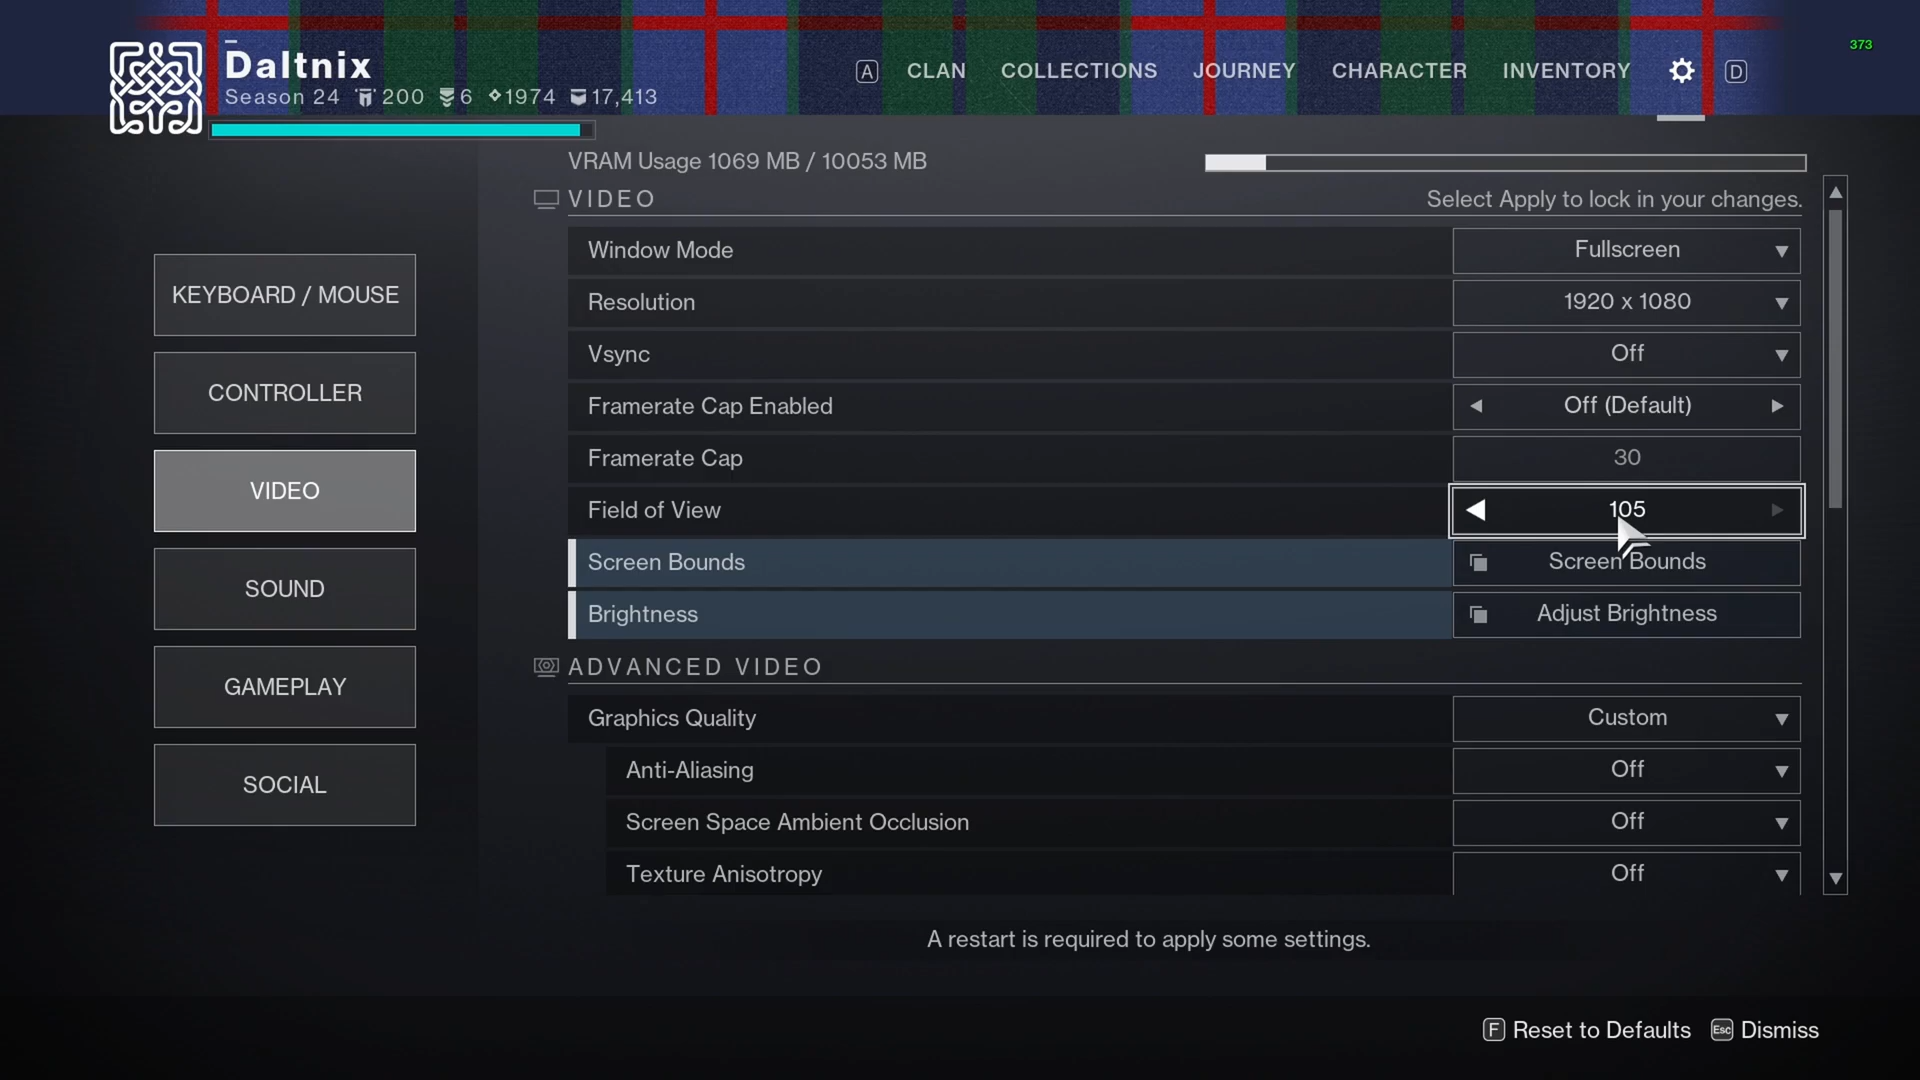 373
Daltnix
Season 24 200 6 1974 17,413
A CLAN COLLECTIONS JOURNEY CHARACTER INVENTORY D
VRAM Usage 1069 MB / 10053 MB
VIDEO Select Apply to lock in your changes.
Window Mode Fullscreen
Resolution 1920 x 1080
Vsync Off
Framerate Cap Enabled Off (Default)
Framerate Cap 30
Field of View 105
Screen Bounds Screen Bounds
Brightness Adjust Brightness
ADVANCED VIDEO
Graphics Quality Custom
Anti-Aliasing Off
Screen Space Ambient Occlusion Off
Texture Anisotropy Off
KEYBOARD / MOUSE
CONTROLLER
VIDEO
SOUND
GAMEPLAY
SOCIAL
A restart is required to apply some settings.
F Reset to Defaults Esc Dismiss